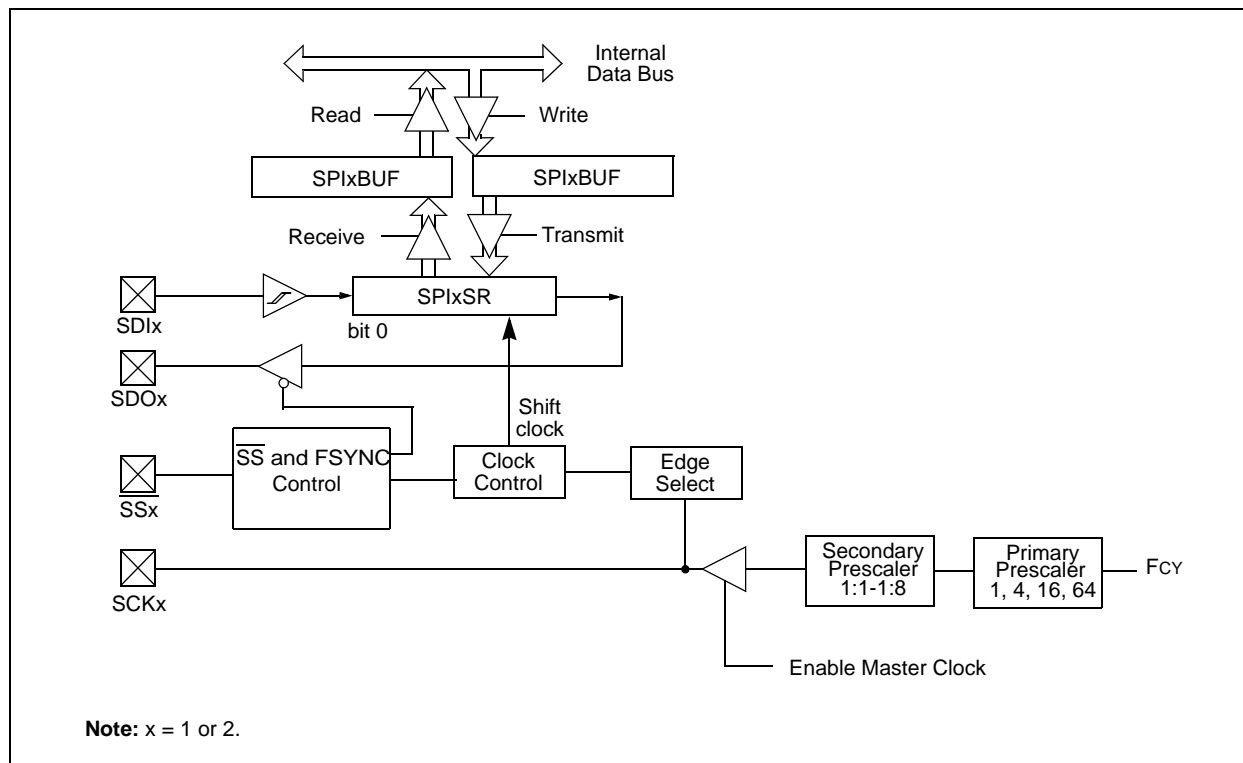 Internal
Data Bus
Read
Write
SPIxBUF
SPIxBUF
Receive
Transmit
SPIxSR
SDIx
bit 0
SDOx
Shift
clock
SS and FSYNC
Control
Clock
Control
Edge
Select
SSx
Secondary
Prescaler
1:1-1:8
Primary
Prescaler
1, 4, 16, 64
FCY
SCKx
Enable Master Clock
Note: x = 1 or 2.